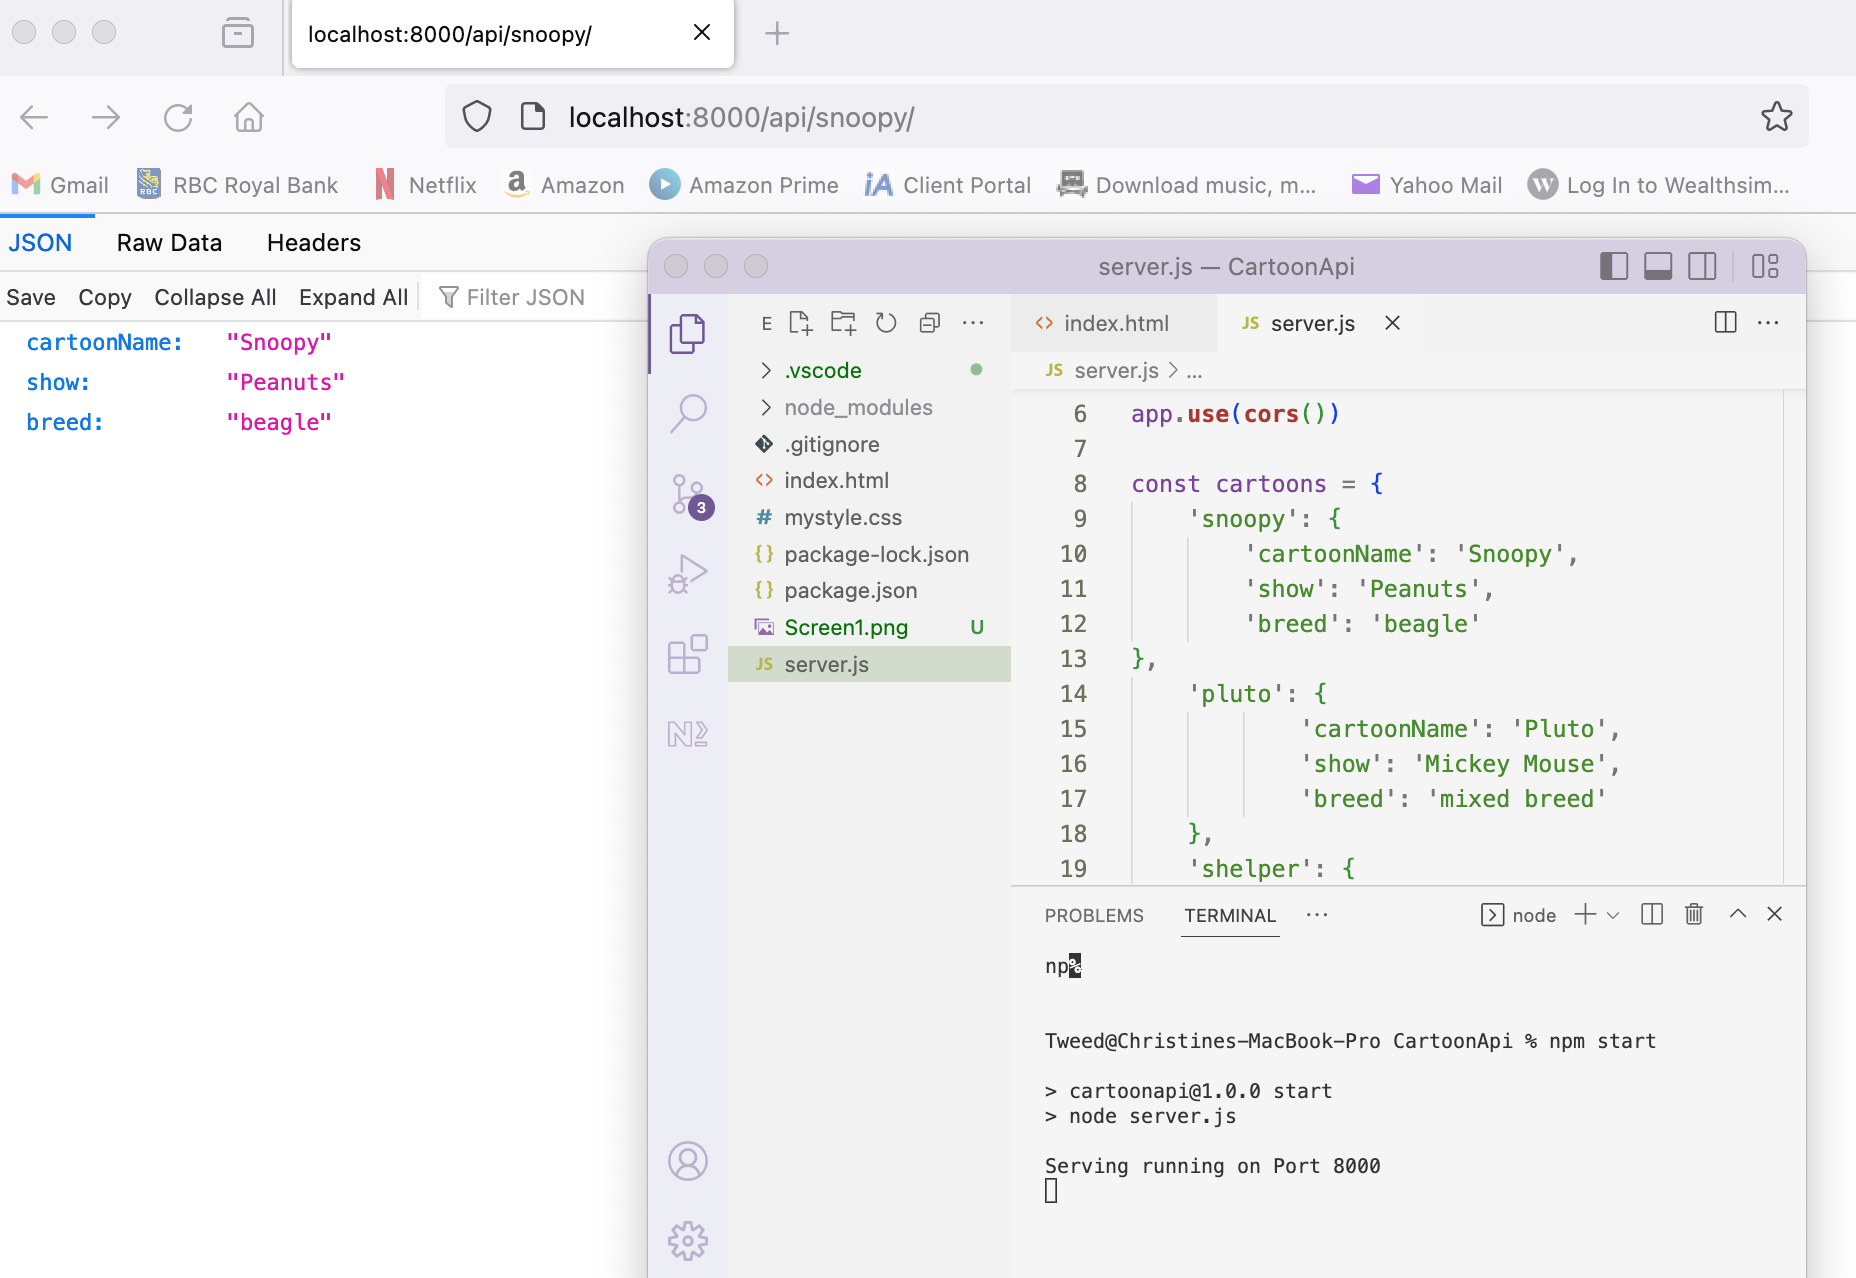 localhost:8000/api/snoopy/
localhost:8000/api/snoopy/
Gmail RBC Royal Bank Netflix Amazon Amazon Prime iA Client Portal Download music, m... Yahoo Mail W Log In to Wealthsim...
JSON Raw Data Headers
Save Copy Collapse All Expand All Filter JSON
cartoonName: "Snoopy"
show: "Peanuts"
breed: "beagle"
server.js — CartoonApi
E ...
3
.vscode
node_modules
.gitignore
<> index.html
# mystyle.css
{} package-lock.json
{} package.json
Screen1.png U
JS server.js
<> index.html JS server.js
JS server.js > ...
6 app.use(cors())
7
8 const cartoons = {
9 'snoopy': {
10 'cartoonName': 'Snoopy',
11 'show': 'Peanuts',
12 'breed': 'beagle'
13 },
14 'pluto': {
15 'cartoonName': 'Pluto',
16 'show': 'Mickey Mouse',
17 'breed': 'mixed breed'
18 },
19 'shelper': {
PROBLEMS TERMINAL ... node
np%
Tweed@Christines-MacBook-Pro CartoonApi % npm start
> cartoonapi@1.0.0 start
> node server.js
Serving running on Port 8000